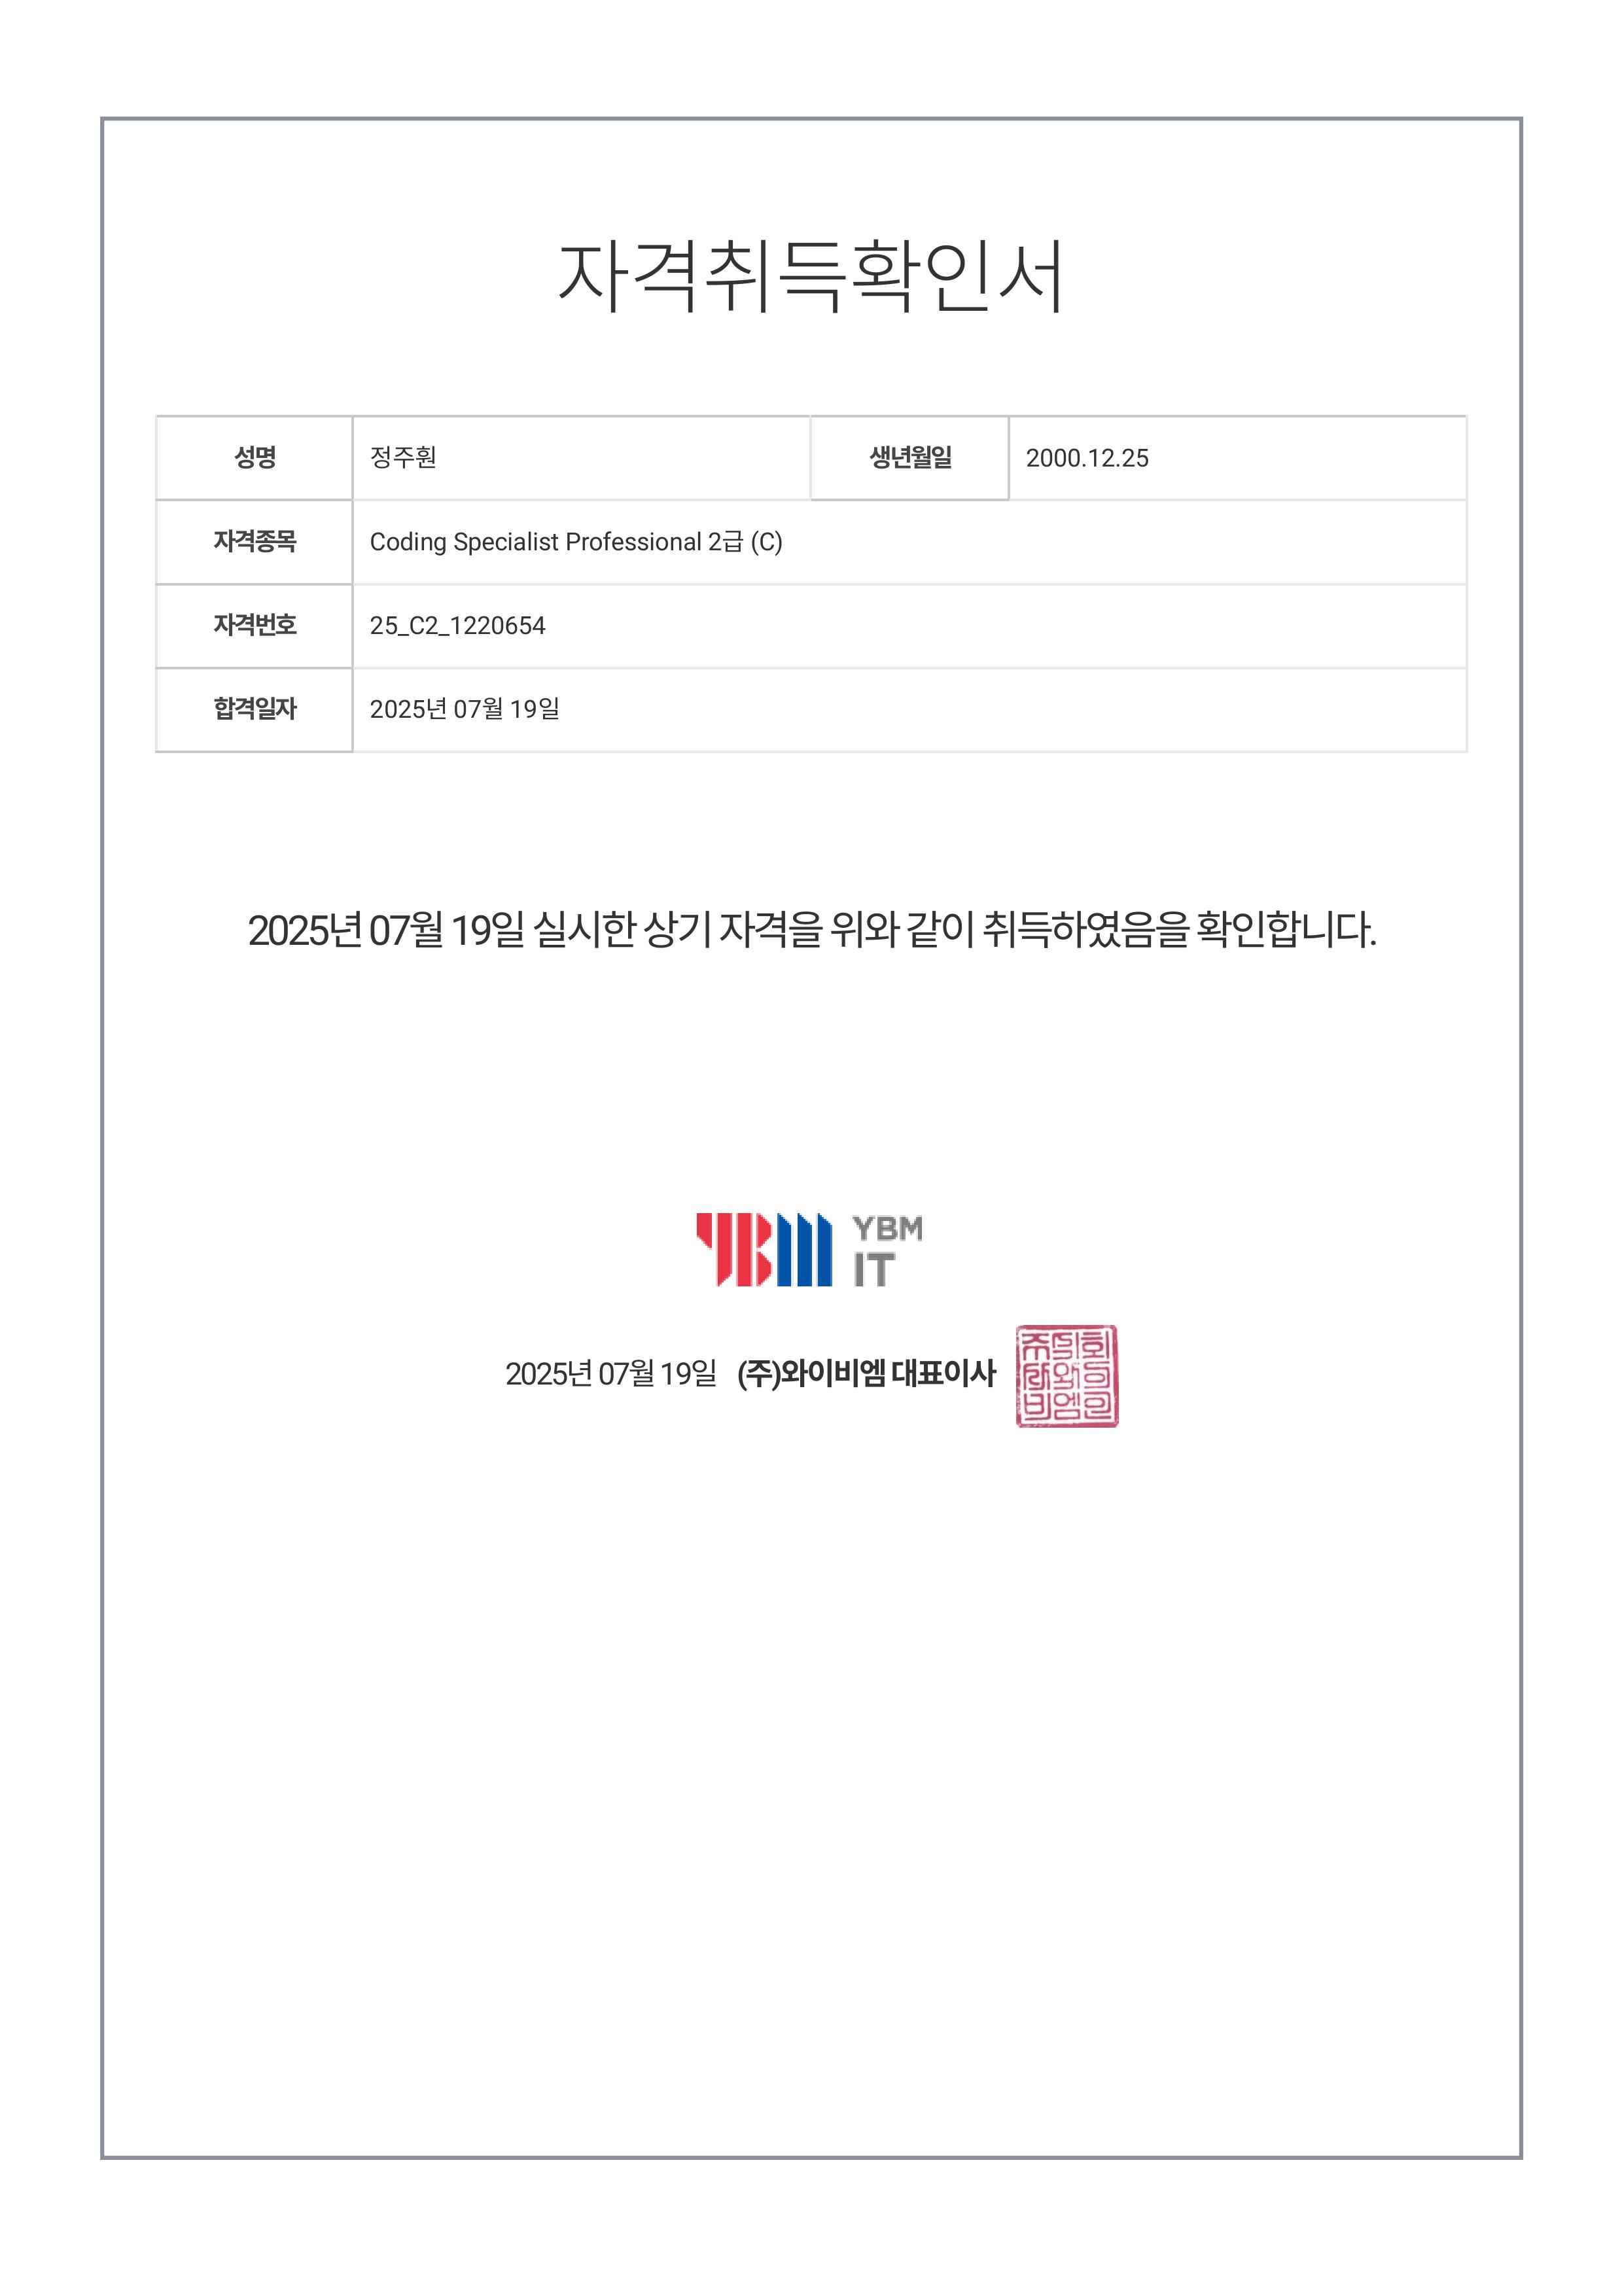 자격취득확인서
성명 정주훤 생년월일 2000.12.25
자격종목 Coding Specialist Professional 2급 (C)
자격번호 25_C2_1220654
합격일자 2025년 07월 19일
2025년 07월 19일 실시한 상기 자격을 위와 같이 취득하였음을 확인합니다.
YBM YBM
IT
2025년 07월 19일 (주)와이비엠 대표이사